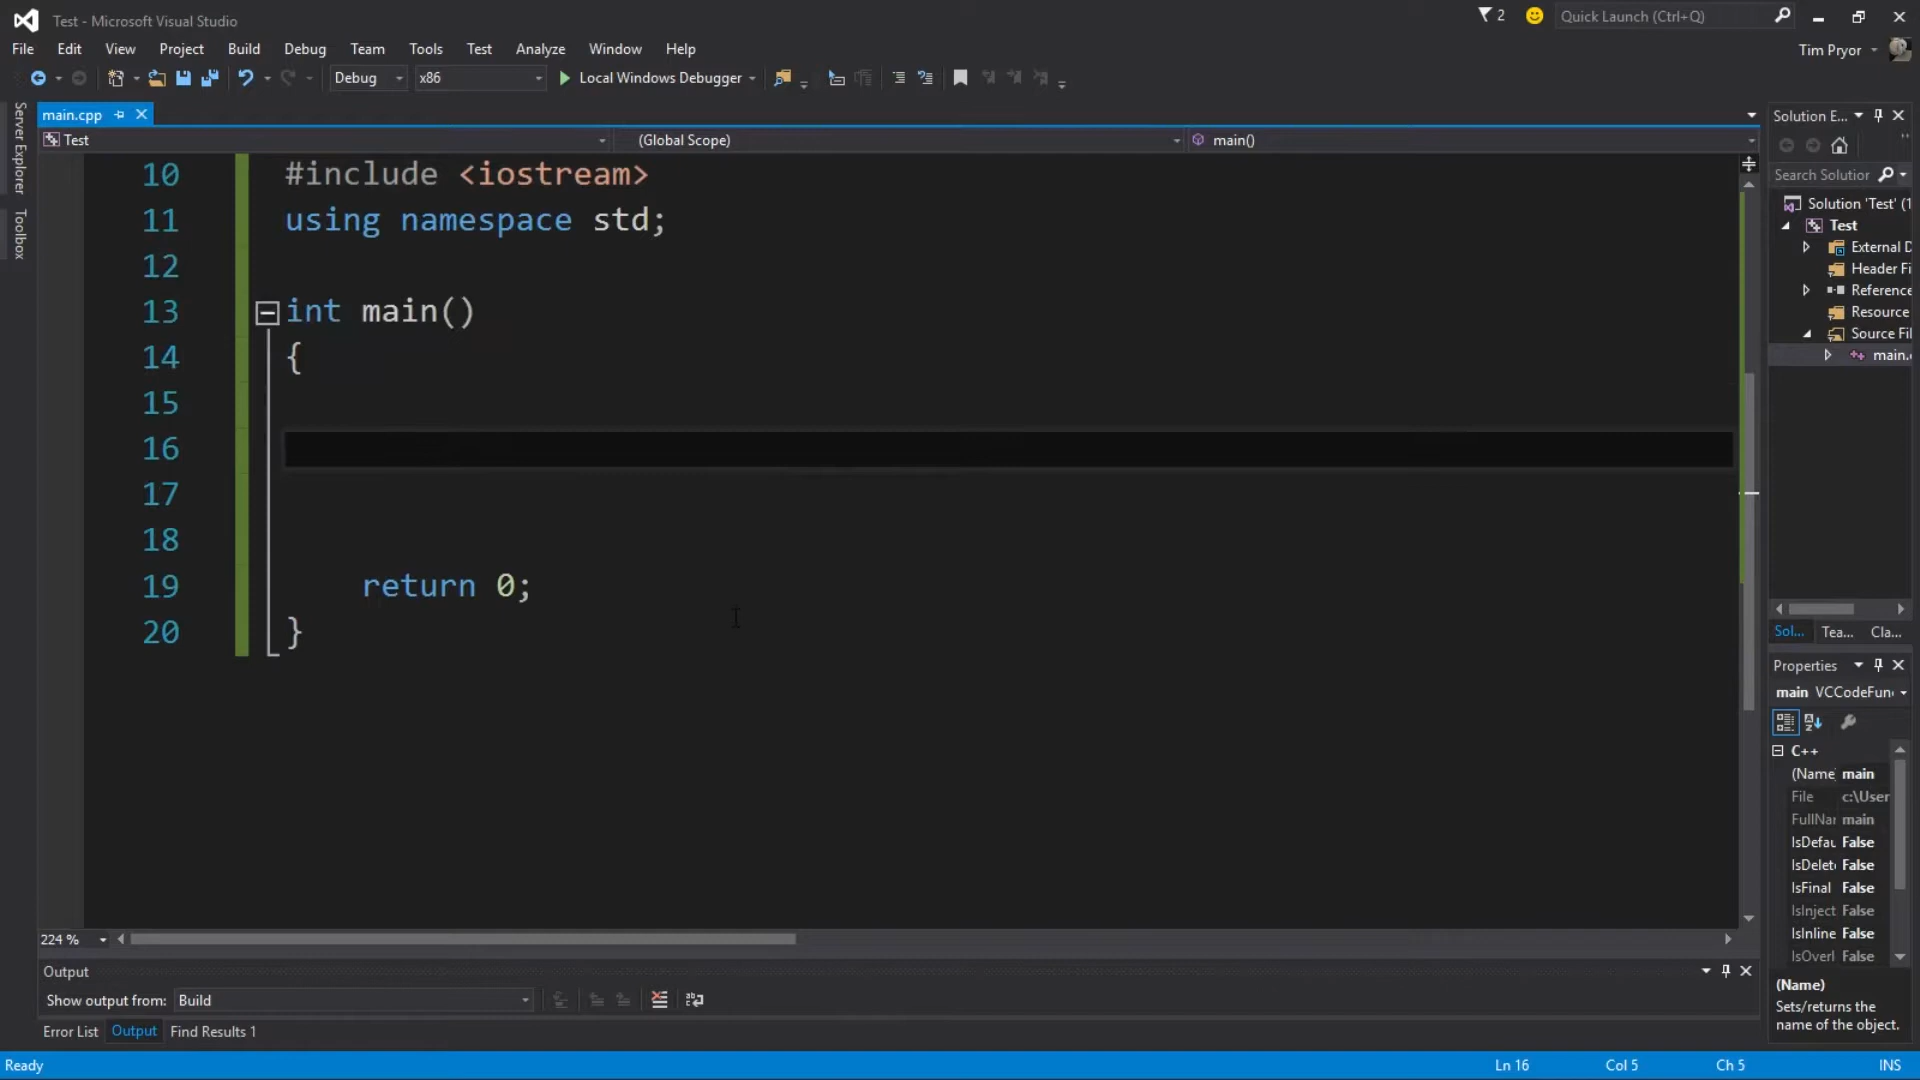 Test - Microsoft Visual Studio
2
Quick Launch (Ctrl+Q)
File Edit View Project Build Debug Team Tools Test Analyze Window Help
Tim Pryor
Debug x86 Local Windows Debugger
Server Explorer
Toolbox
main.cpp
Test (Global Scope) main()
10 #include <iostream>
11 using namespace std;
12
13 int main()
14 {
15
16
17
18
19 return 0;
20 }
224 %
Output
Show output from: Build
Error List Output Find Results 1
Solution E...
Search Solution
Solution 'Test' (1
Test
External D
Header Fi
Reference
Resource
Source Fil
main.c
Sol... Tea... Cla...
Properties
main VCCodeFun
C++
(Name main
File c:\User
FullNar main
IsDefau False
IsDelete False
IsFinal False
IsInject False
IsInline False
IsOverl False
(Name)
Sets/returns the
name of the object.
Ready Ln 16 Col 5 Ch 5 INS